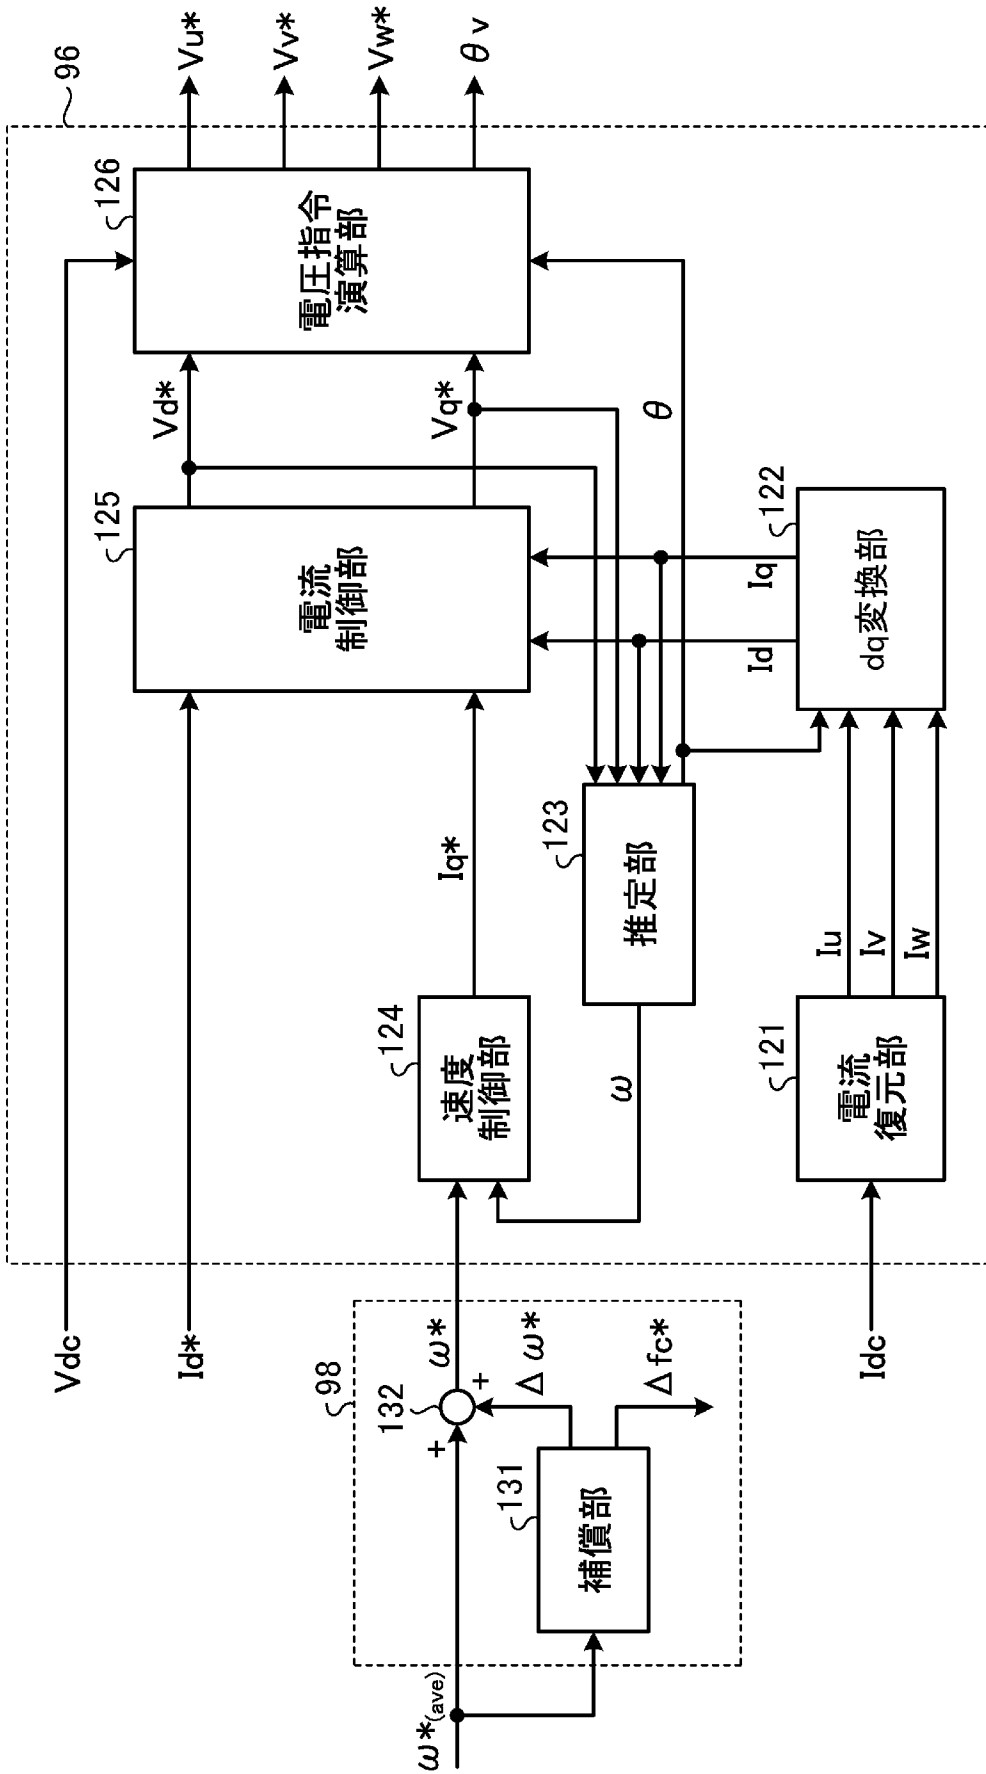 96
Vdc
Id*
126
電圧指令
演算部
Vu*
Vv*
Vw*
θv
125
電流
制御部
Vd*
Vq*
98
132
ω*(ave)
+
+
ω*
Δω*
Δfc*
131
補償部
124
速度
制御部
Iq*
ω
123
推定部
θ
Idc
121
電流
復元部
Iu
Iv
Iw
122
dq変換部
Id
Iq